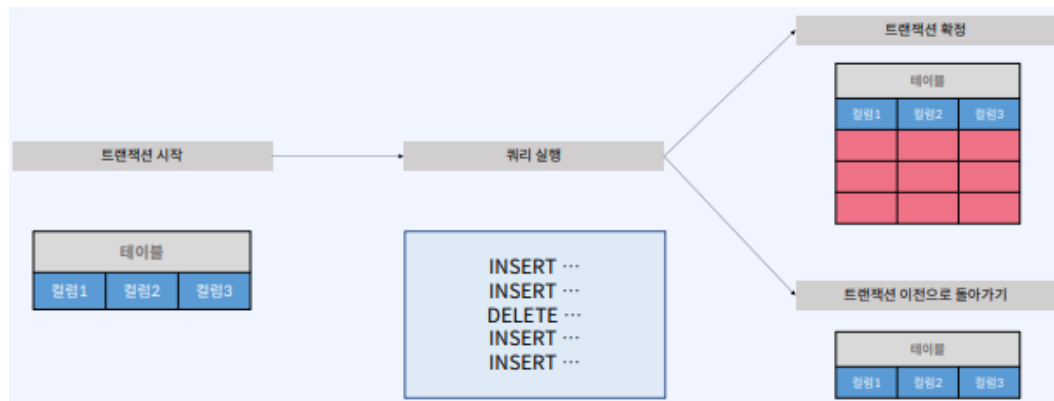 트랜잭션 시작
테이블
컬럼1 컬럼2 컬럼3
쿼리 실행
INSERT ⋯
INSERT ⋯
DELETE ⋯
INSERT ⋯
INSERT ⋯
트랜잭션 확정
테이블
컬럼1 컬럼2 컬럼3
트랜잭션 이전으로 돌아가기
테이블
컬럼1 컬럼2 컬럼3